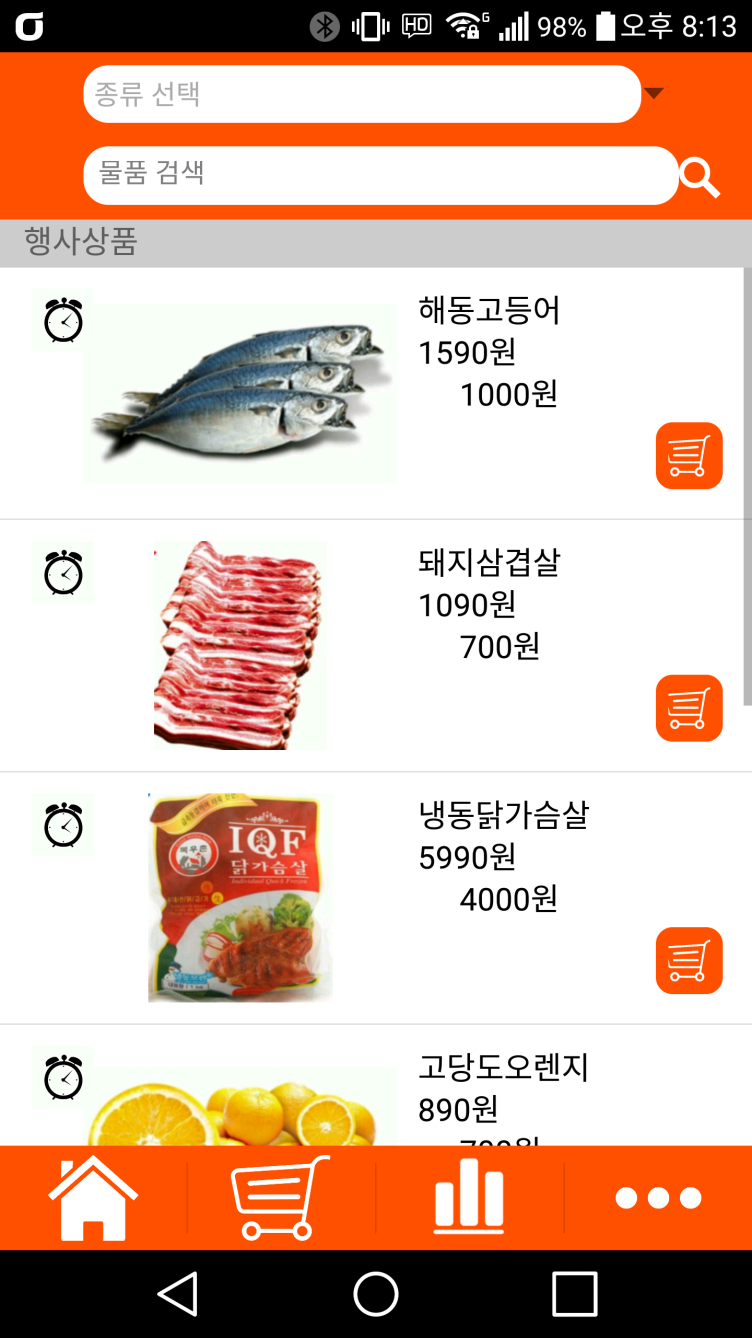 HD G 98% 오후 8:13
종류 선택
물품 검색
행사상품
해동고등어
1590원
1000원
돼지삼겹살
1090원
700원
IQF
닭가슴살
Individual Quick Frozen
냉동닭가슴살
5990원
4000원
고당도오렌지
890원